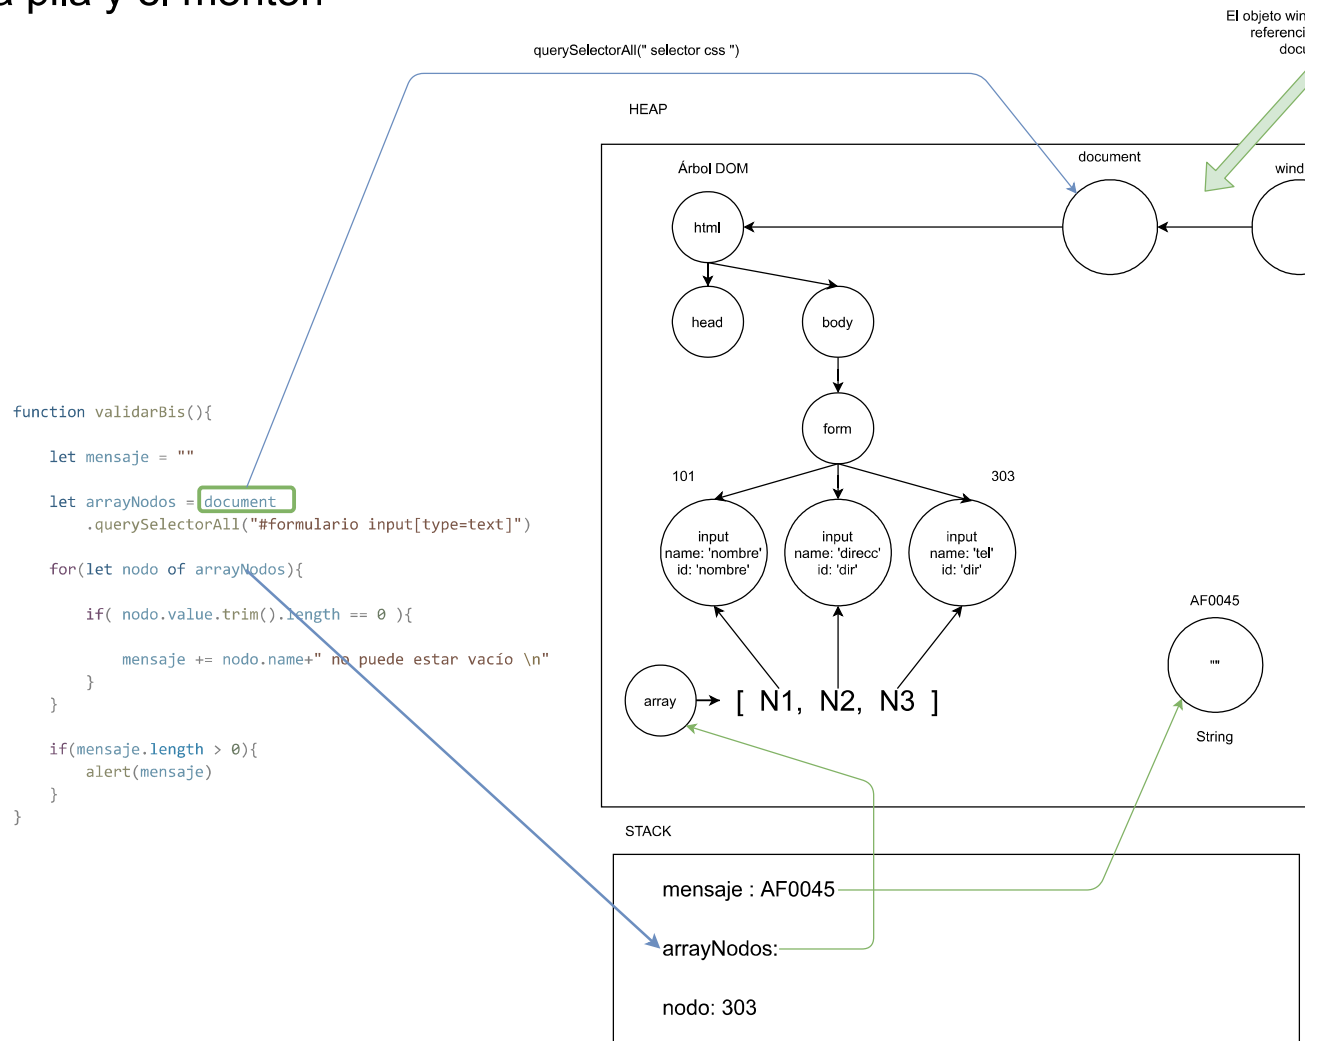 la pila y el montón
El objeto
referenci
querySelectorAll(" selector css ")
HEAP
Árbol DOM
document
html
head
body
form
101
303
input
name: 'nombre'
id: 'nombre'
input
name: 'direcc'
id: 'dir'
input
name: 'tel'
id: 'dir'
array
[ N1, N2, N3 ]
AF0045
""
String
function validarBis(){
let mensaje = ""
let arrayNodos = document
.querySelectorAll("#formulario input[type=text]")
for(let nodo of arrayNodos){
if( nodo.value.trim().length == 0 ){
mensaje += nodo.name+" no puede estar vacío \n"
}
}
if(mensaje.length > 0){
alert(mensaje)
}
}
STACK
mensaje : AF0045
arrayNodos:
nodo: 303